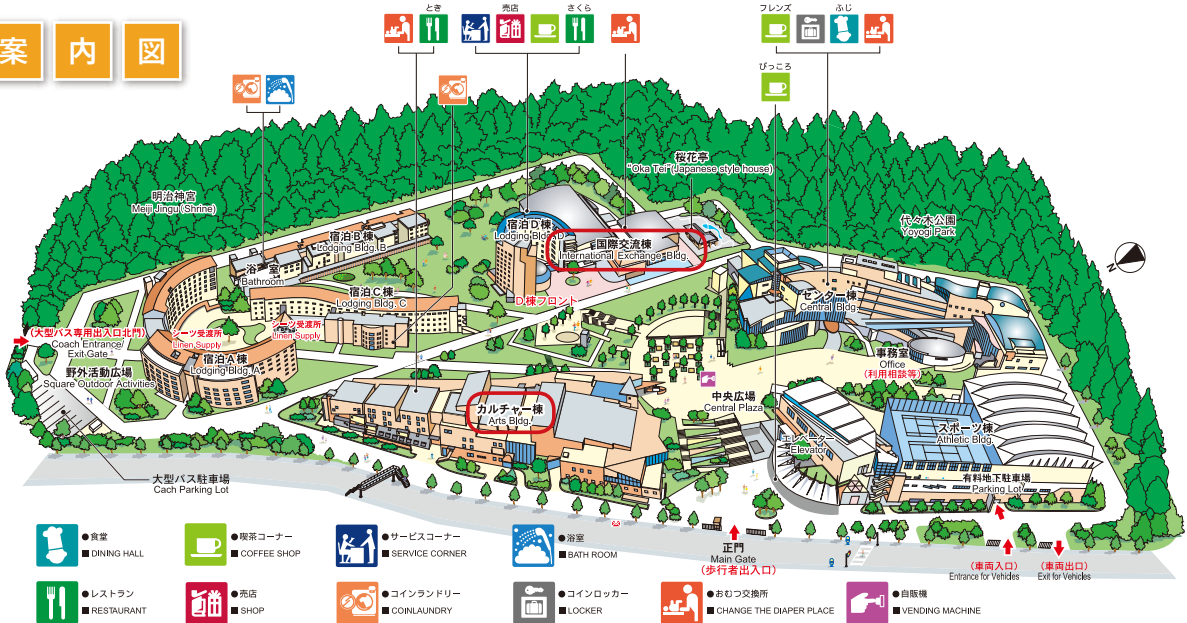 案内図
とき
売店
さくら
フレンズ
ふじ
ぴっころ
桜花亭
"Oka Tei"(Japanese style house)
明治神宮
Meiji Jingu (Shrine)
代々木公園
Yoyogi Park
宿泊B棟
Lodging Bldg. B
宿泊D棟
Lodging Bldg. D
国際交流棟
International Exchange Bldg.
浴室
Bathroom
宿泊C棟
Lodging Bldg. C
D棟フロント
センター棟
Central Bldg.
N
(大型バス専用出入口北門)
Coach Entrance/
Exit Gate
シーツ受渡所
Linen Supply
シーツ受渡所
Linen Supply
宿泊A棟
Lodging Bldg. A
野外活動広場
Square Outdoor Activities
事務室
Office
(利用相談等)
中央広場
Central Plaza
カルチャー棟
Arts Bldg.
スポーツ棟
Athletic Bldg.
エレベーター
Elevator
有料地下駐車場
Parking Lot
大型バス駐車場
Cach Parking Lot
正門
Main Gate
(歩行者出入口)
(車両入口)
Entrance for Vehicles
(車両出口)
Exit for Vehicles
●食堂
■DINING HALL
●喫茶コーナー
■COFFEE SHOP
●サービスコーナー
■SERVICE CORNER
●浴室
■BATH ROOM
●レストラン
■RESTAURANT
●売店
■SHOP
●コインランドリー
■COINLAUNDRY
●コインロッカー
■LOCKER
●おむつ交換所
■CHANGE THE DIAPER PLACE
●自販機
■VENDING MACHINE